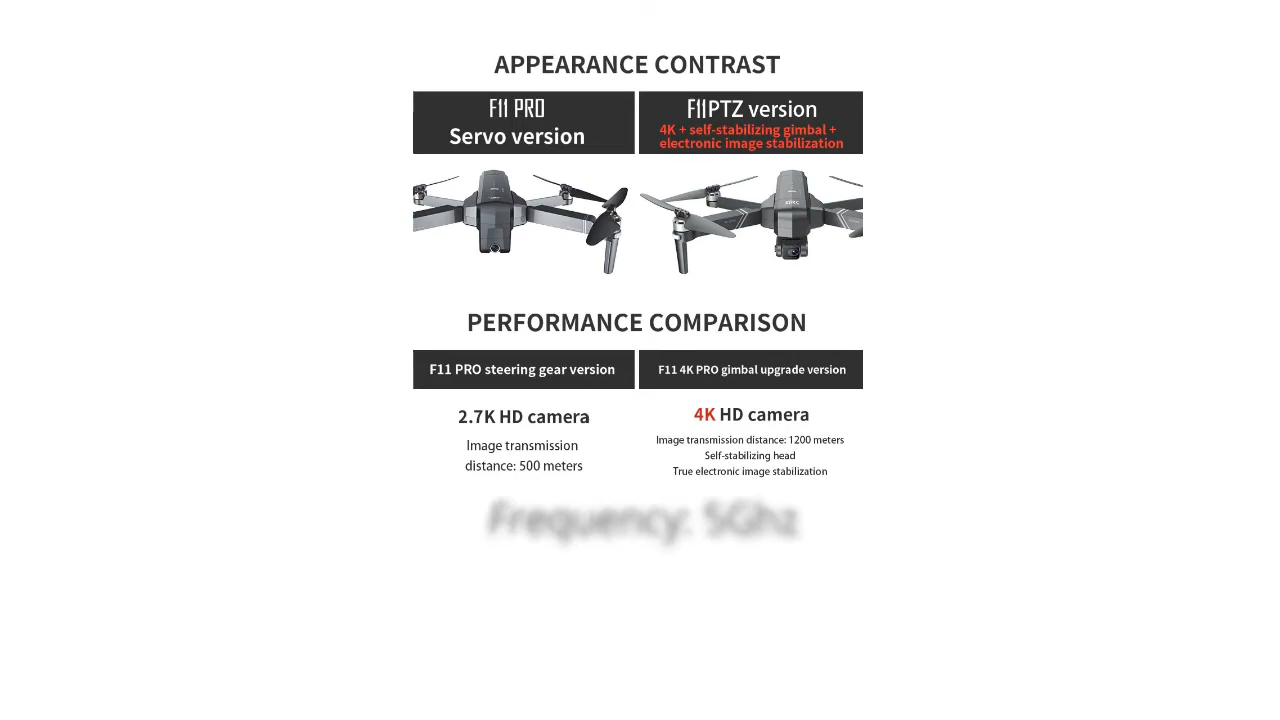 APPEARANCE CONTRAST
F11 PRO
Servo version
F11PTZ version
4K + self-stabilizing gimbal +
electronic image stabilization
PERFORMANCE COMPARISON
F11 PRO steering gear version
F11 4K PRO gimbal upgrade version
2.7K HD camera
4K HD camera
Image transmission
distance: 500 meters
Image transmission distance: 1200 meters
Self-stabilizing head
True electronic image stabilization
Frequency: 5Ghz